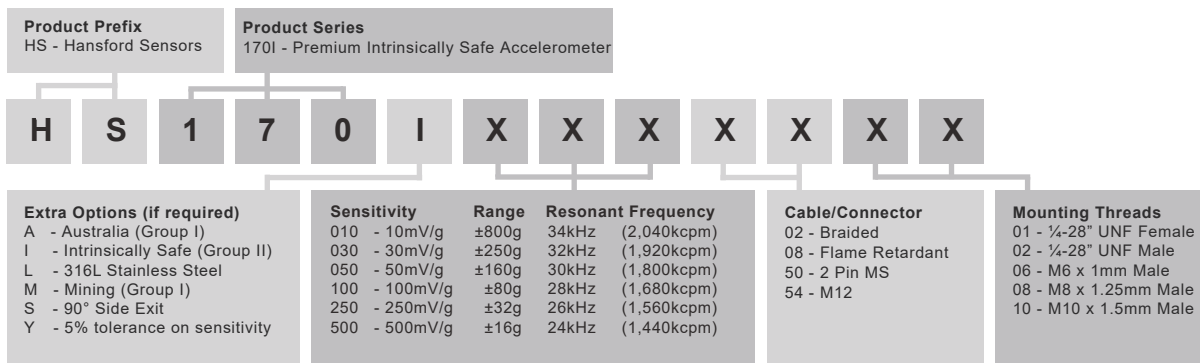 Product Prefix
HS - Hansford Sensors
Product Series
170I - Premium Intrinsically Safe Accelerometer
H S 1 7 0 I X X X X X X X
Extra Options (if required)
A - Australia (Group I)
I - Intrinsically Safe (Group II)
L - 316L Stainless Steel
M - Mining (Group I)
S - 90° Side Exit
Y - 5% tolerance on sensitivity
Sensitivity Range Resonant Frequency
010 - 10mV/g ±800g 34kHz (2,040kcpm)
030 - 30mV/g ±250g 32kHz (1,920kcpm)
050 - 50mV/g ±160g 30kHz (1,800kcpm)
100 - 100mV/g ±80g 28kHz (1,680kcpm)
250 - 250mV/g ±32g 26kHz (1,560kcpm)
500 - 500mV/g ±16g 24kHz (1,440kcpm)
Cable/Connector
02 - Braided
08 - Flame Retardant
50 - 2 Pin MS
54 - M12
Mounting Threads
01 - ¼-28” UNF Female
02 - ¼-28” UNF Male
06 - M6 x 1mm Male
08 - M8 x 1.25mm Male
10 - M10 x 1.5mm Male